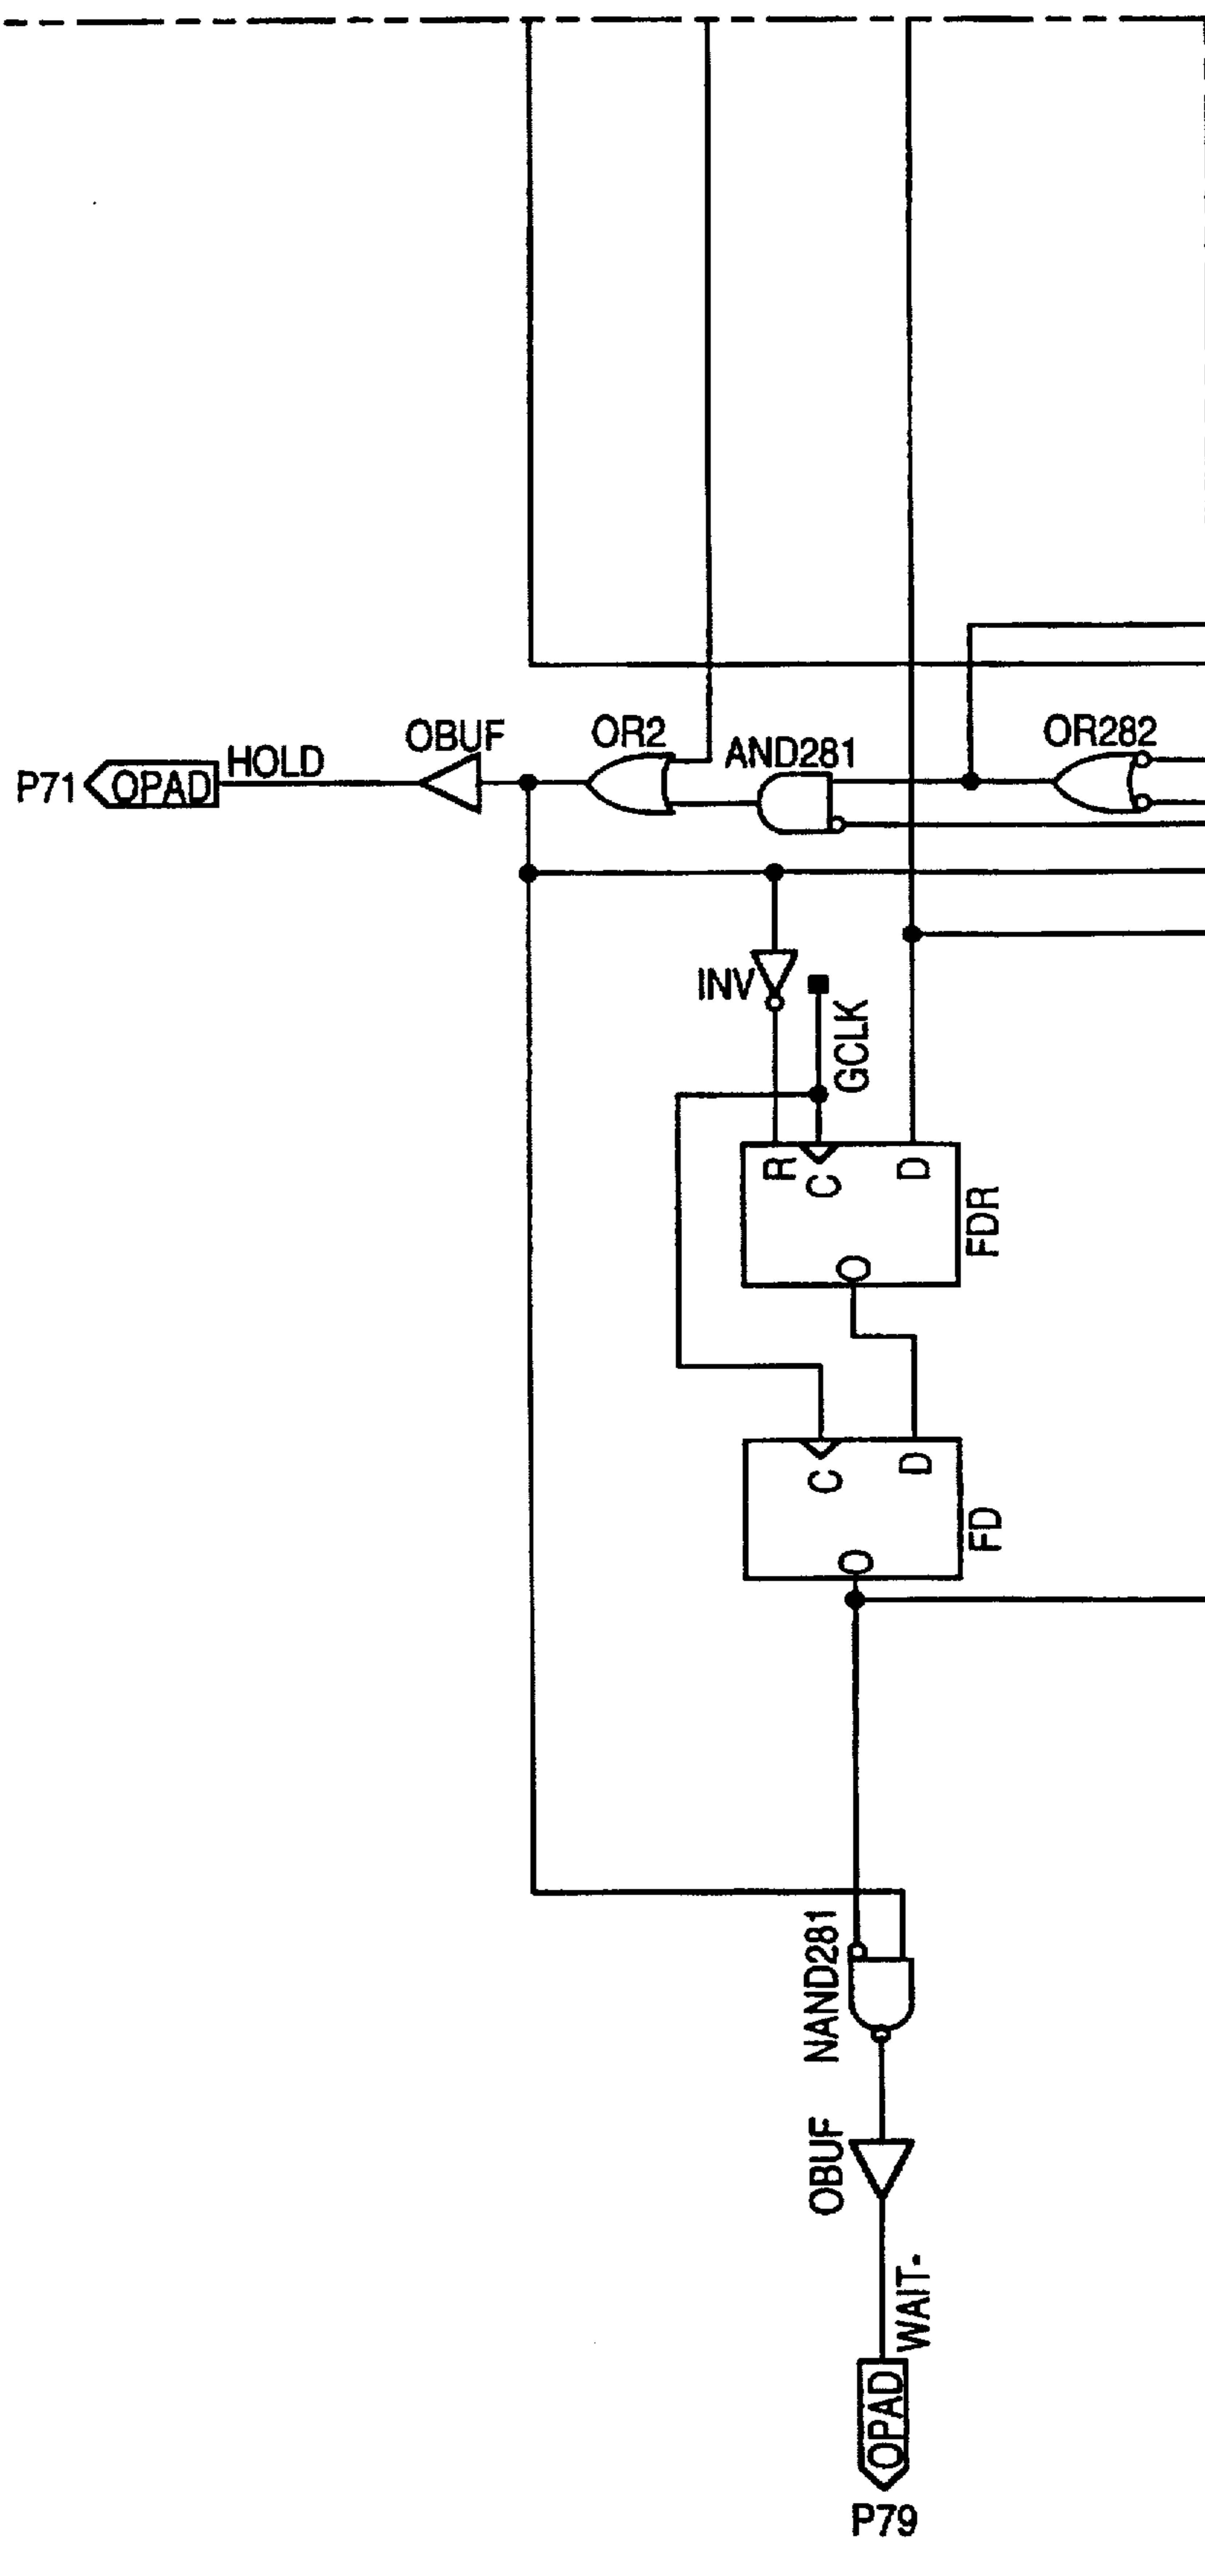 OBUF
OR2
OR282
AND281
P71
OPAD
HOLD
INV
GCLK
R
C
D
FDR
Q
C
D
FD
Q
NAND281
OBUF
WAIT-
OPAD
P79